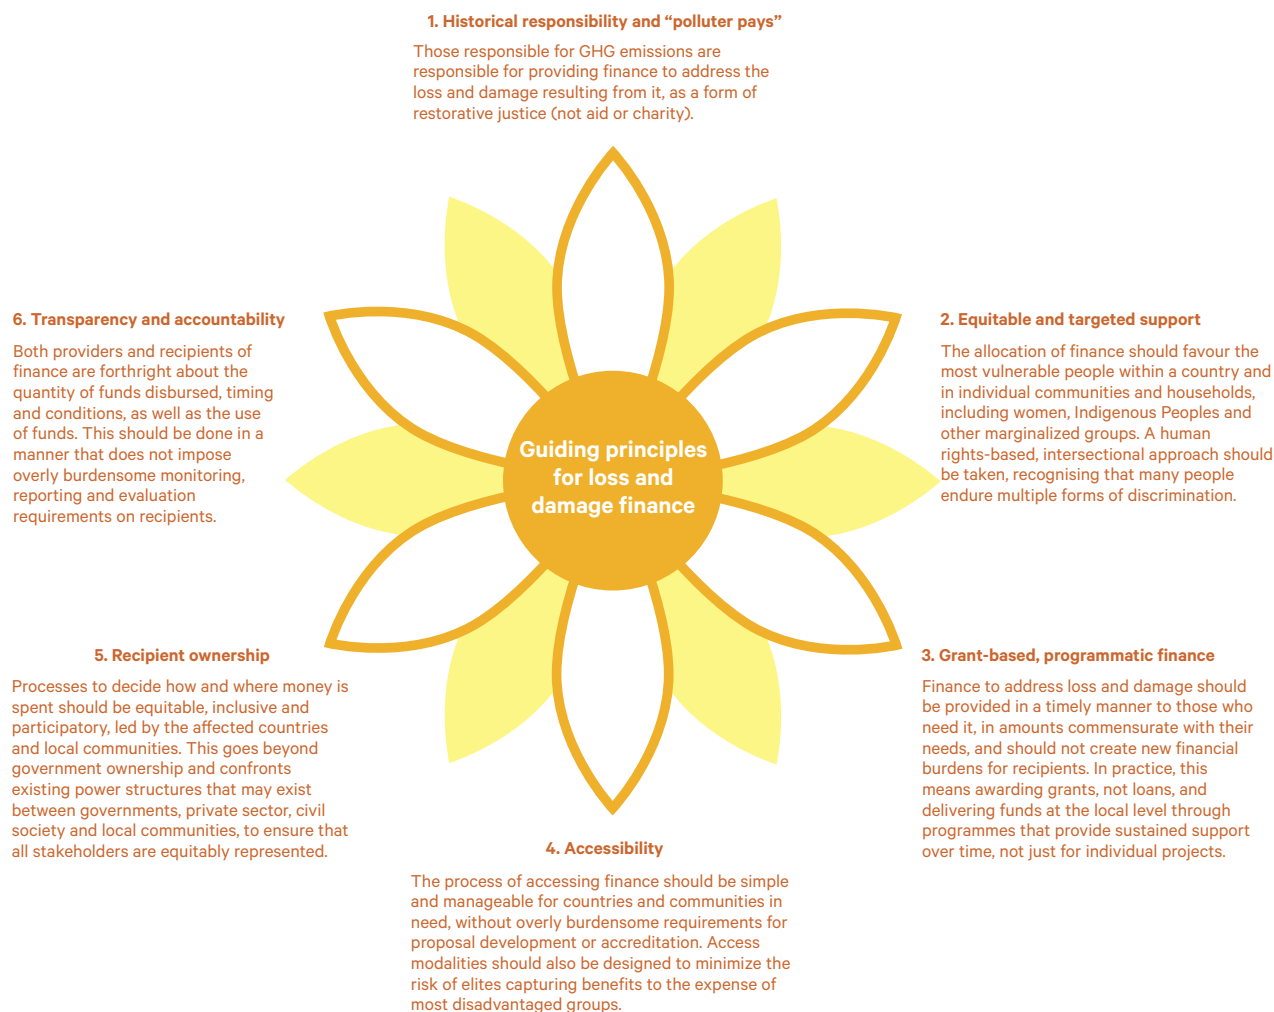 1. Historical responsibility and “polluter pays”
Those responsible for GHG emissions are
responsible for providing finance to address the
loss and damage resulting from it, as a form of
restorative justice (not aid or charity).
Guiding principles
for loss and
damage finance
2. Equitable and targeted support
The allocation of finance should favour the
most vulnerable people within a country and
in individual communities and households,
including women, Indigenous Peoples and
other marginalized groups. A human
rights-based, intersectional approach should
be taken, recognising that many people
endure multiple forms of discrimination.
3. Grant-based, programmatic finance
Finance to address loss and damage should
be provided in a timely manner to those who
need it, in amounts commensurate with their
needs, and should not create new financial
burdens for recipients. In practice, this
means awarding grants, not loans, and
delivering funds at the local level through
programmes that provide sustained support
over time, not just for individual projects.
4. Accessibility
The process of accessing finance should be simple
and manageable for countries and communities in
need, without overly burdensome requirements for
proposal development or accreditation. Access
modalities should also be designed to minimize the
risk of elites capturing benefits to the expense of
most disadvantaged groups.
5. Recipient ownership
Processes to decide how and where money is
spent should be equitable, inclusive and
participatory, led by the affected countries
and local communities. This goes beyond
government ownership and confronts
existing power structures that may exist
between governments, private sector, civil
society and local communities, to ensure that
all stakeholders are equitably represented.
6. Transparency and accountability
Both providers and recipients of
finance are forthright about the
quantity of funds disbursed, timing
and conditions, as well as the use
of funds. This should be done in a
manner that does not impose
overly burdensome monitoring,
reporting and evaluation
requirements on recipients.